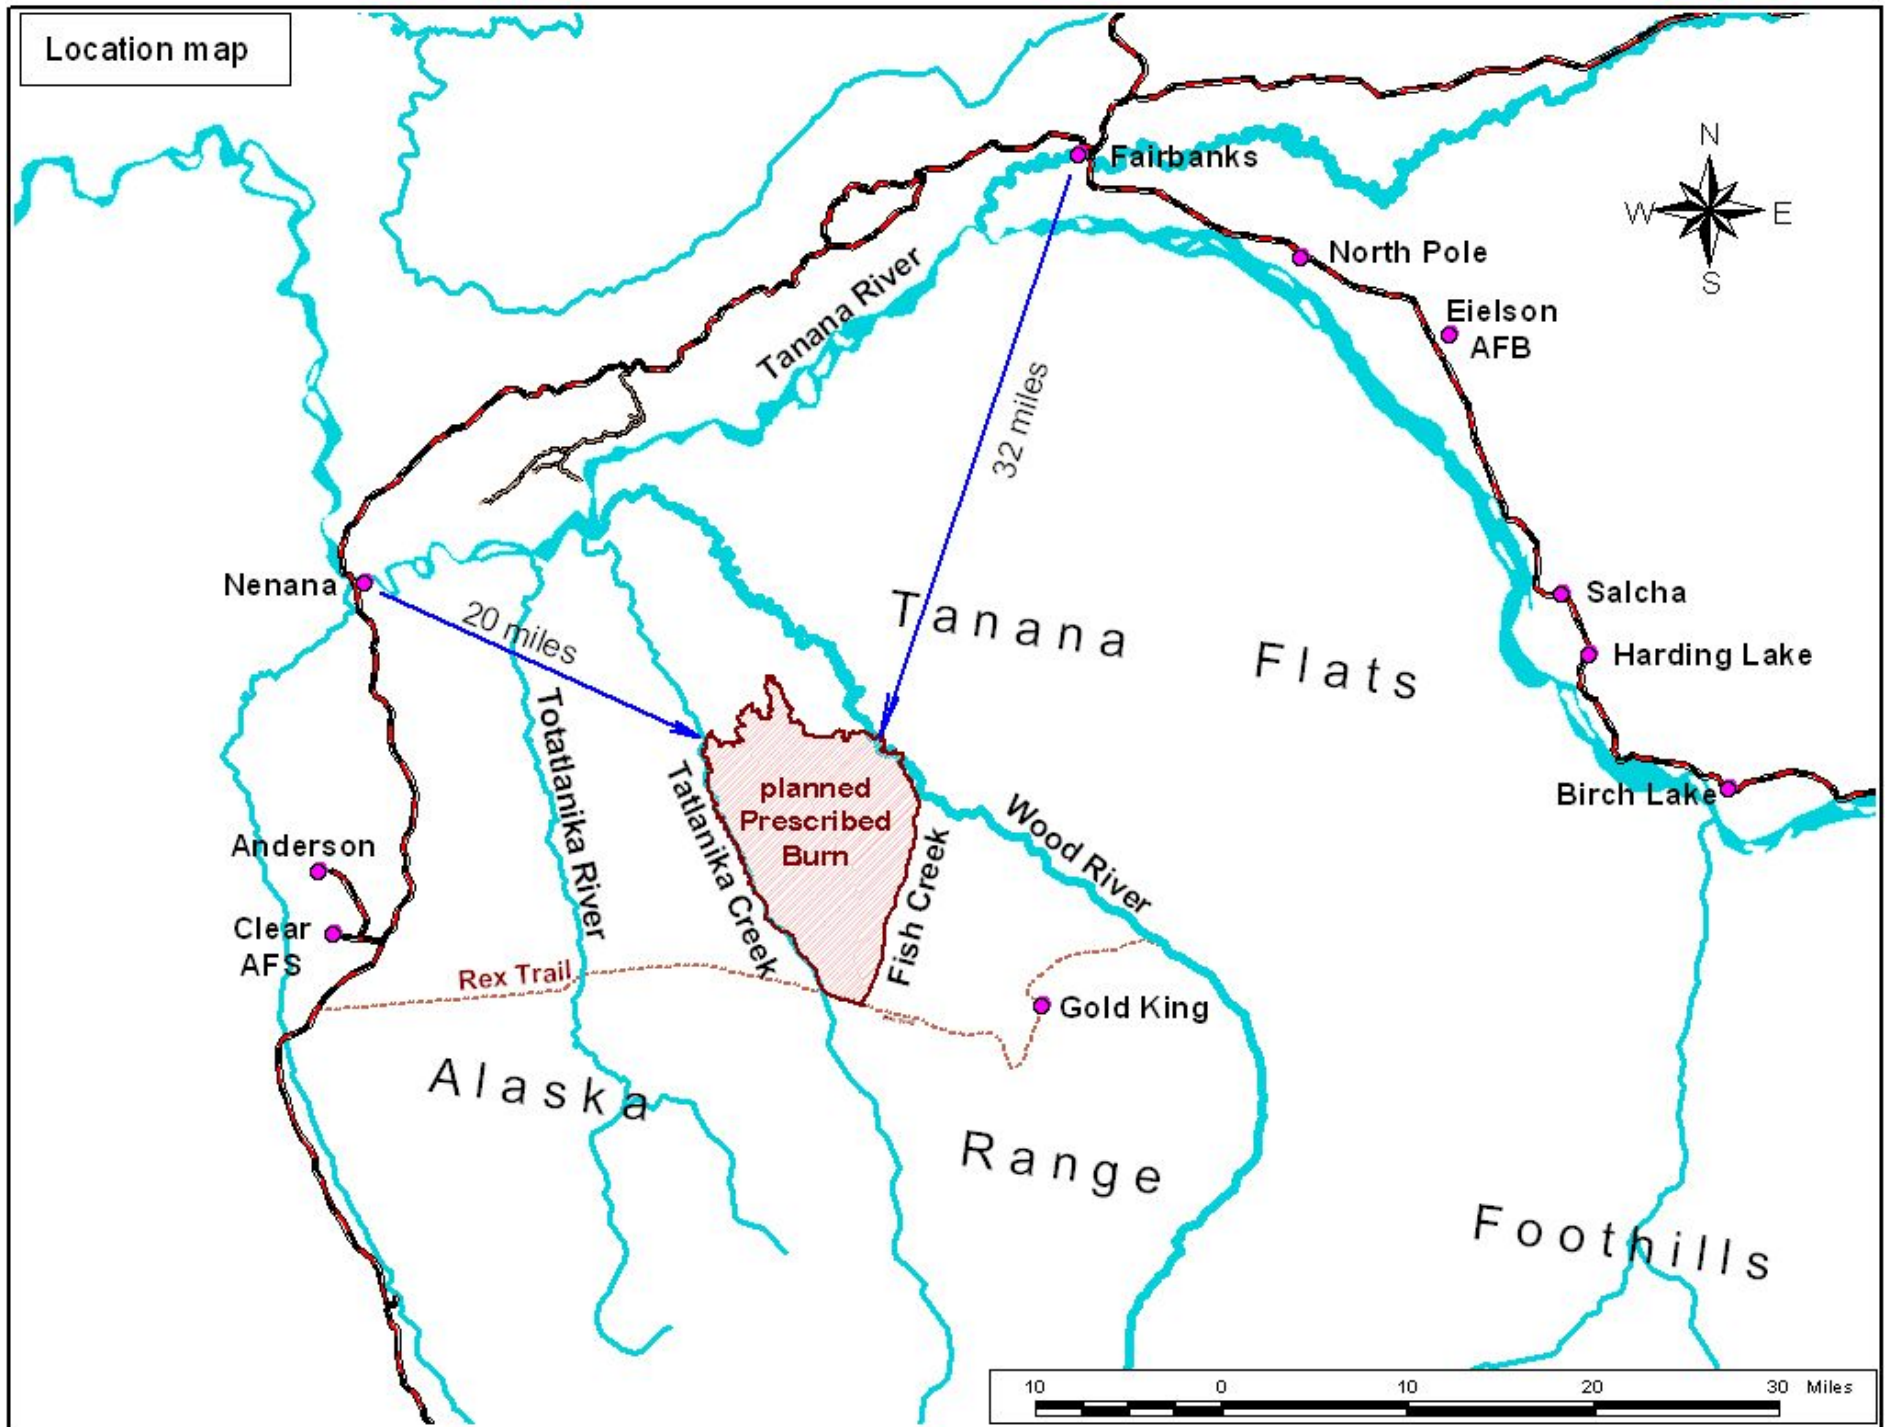 Location map
N
W E
S
Fairbanks
North Pole
Eielson
AFB
Tanana River
32 miles
Nenana
20 miles
Tanana Flats
Salcha
Harding Lake
Birch Lake
Totatlanika River
Tatlanika Creek
planned
Prescribed
Burn
Fish Creek
Wood River
Anderson
Clear
AFS
Rex Trail
Gold King
Alaska
Range
Foothills
10 0 10 20 30 Miles